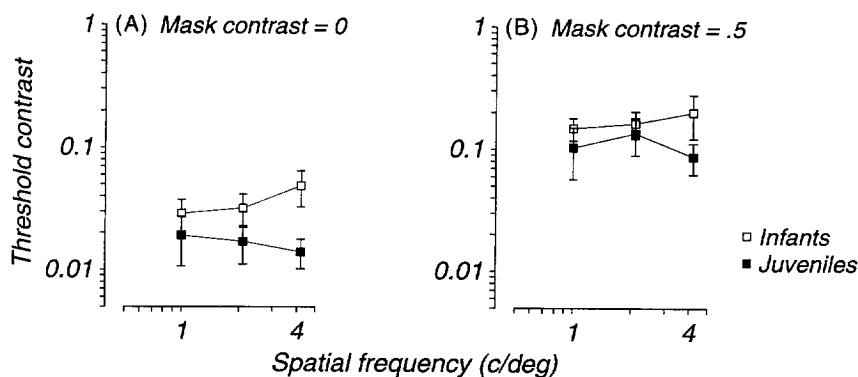 (A) Mask contrast = 0
(B) Mask contrast = .5
Threshold contrast
1
0.1
0.01
1
0.1
0.01
Infants
Juveniles
1 4
1 4
Spatial frequency (c/deg)